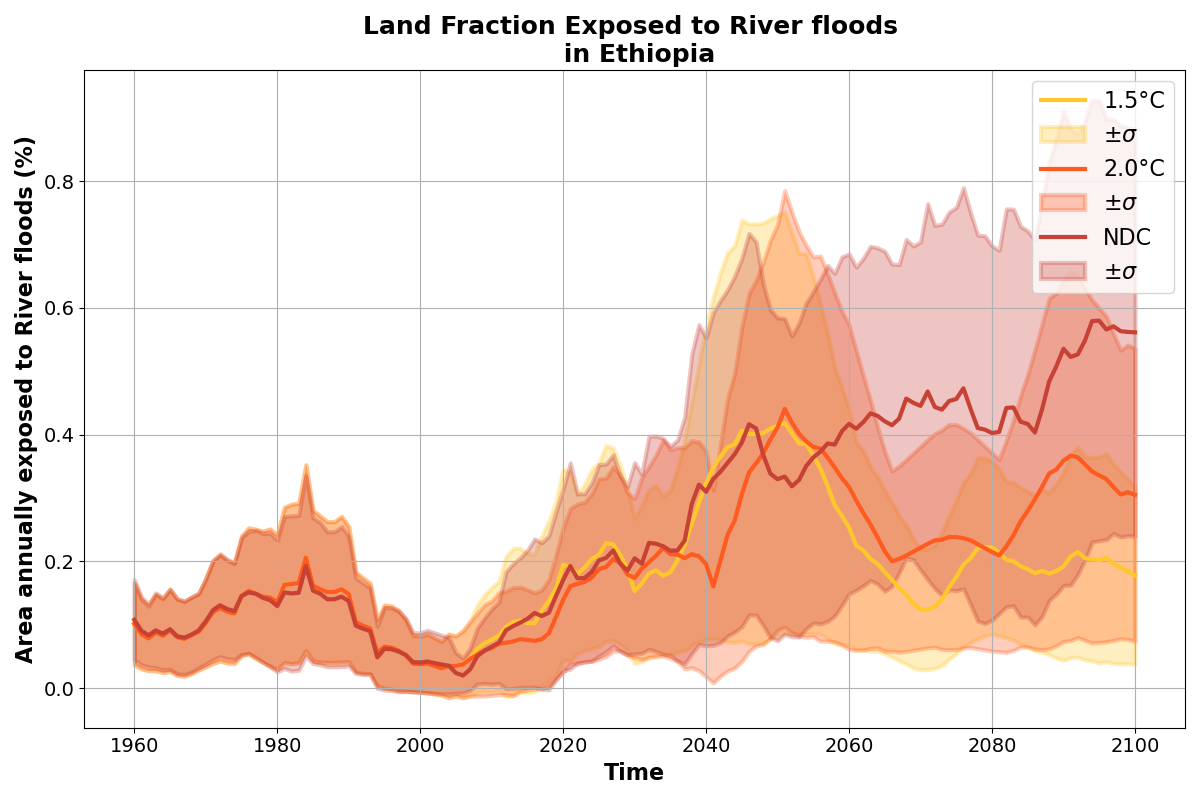 Land Fraction Exposed to River floods
in Ethiopia
Area annually exposed to River floods (%)
0.8
0.6
0.4
0.2
0.0
1.5°C
±σ
2.0°C
±σ
NDC
±σ
1960 1980 2000 2020 2040 2060 2080 2100
Time